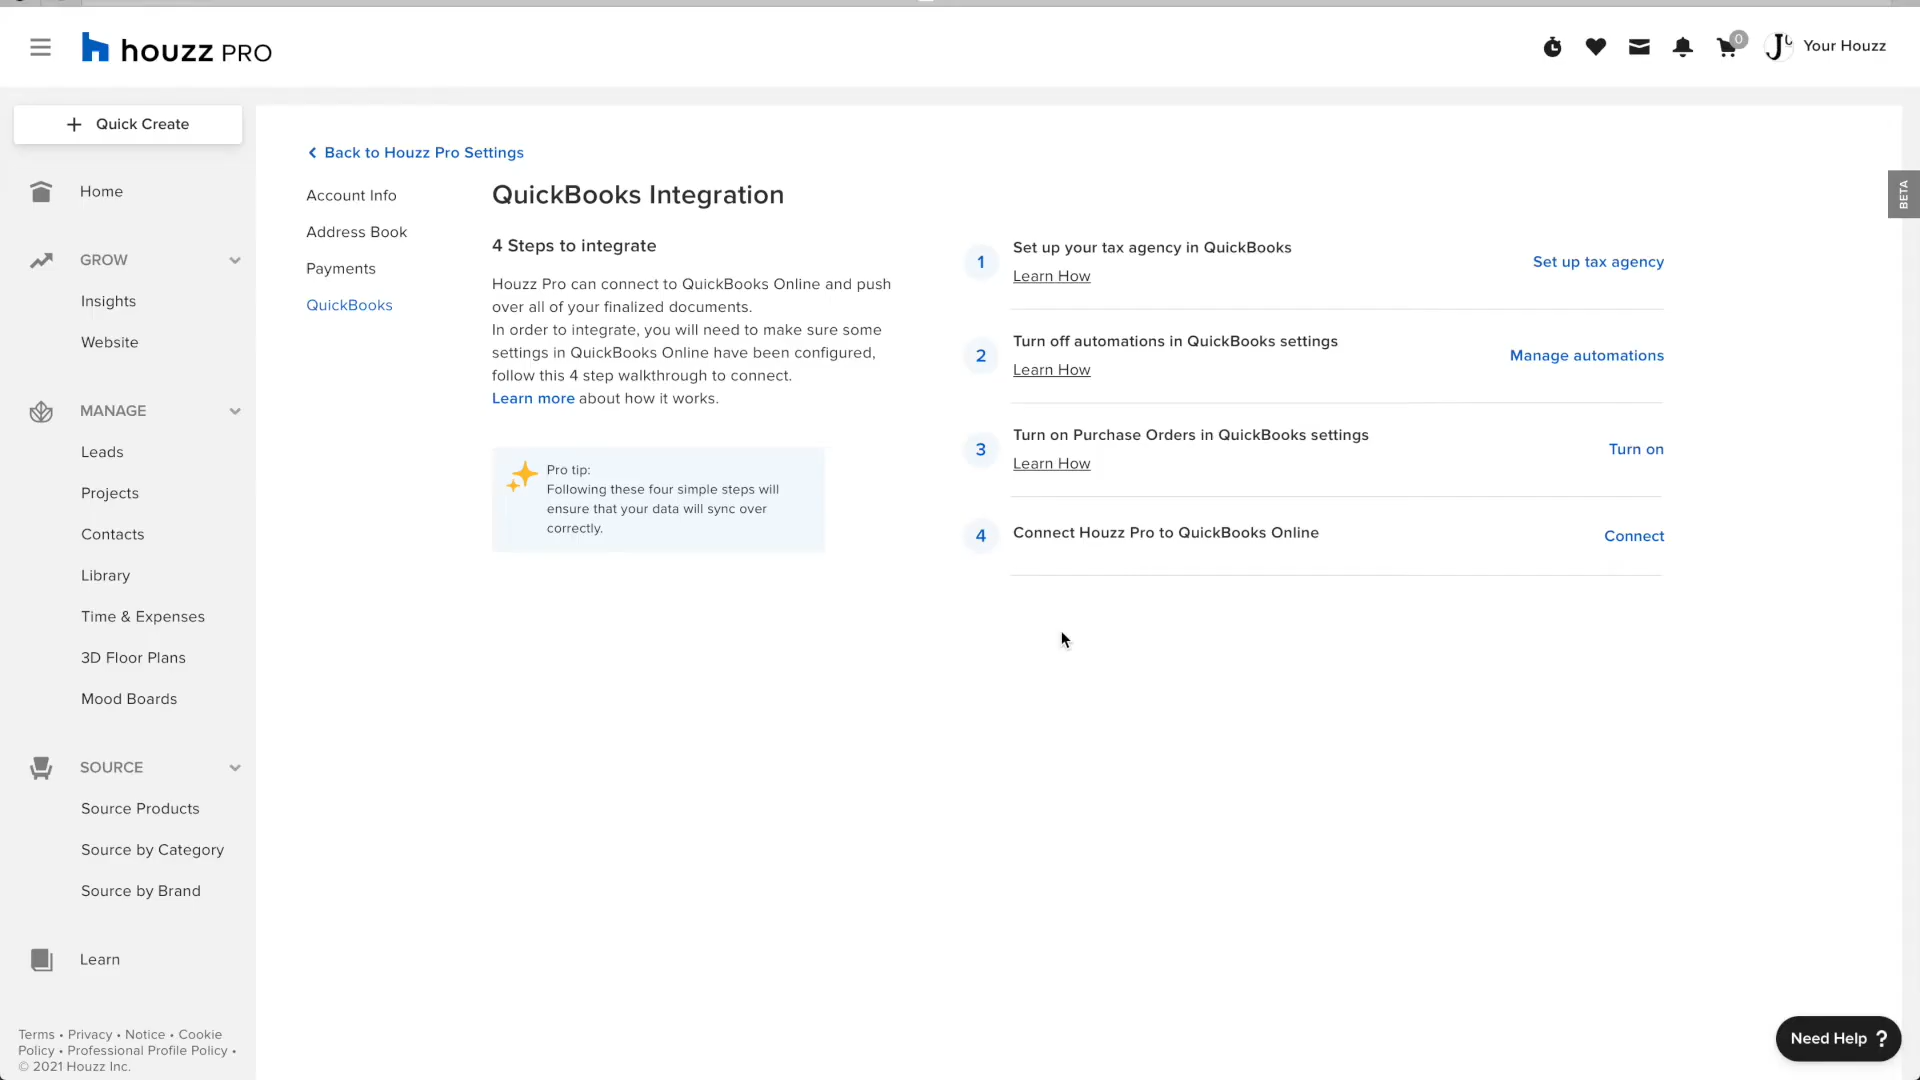 houzz PRO
0
Your Houzz
Quick Create
Home
GROW
Insights
Website
MANAGE
Leads
Projects
Contacts
Library
Time & Expenses
3D Floor Plans
Mood Boards
SOURCE
Source Products
Source by Category
Source by Brand
Learn
Terms • Privacy • Notice • Cookie
Policy • Professional Profile Policy •
© 2021 Houzz Inc.
Back to Houzz Pro Settings
Account Info
Address Book
Payments
QuickBooks
QuickBooks Integration
4 Steps to integrate
Houzz Pro can connect to QuickBooks Online and push
over all of your finalized documents.
In order to integrate, you will need to make sure some
settings in QuickBooks Online have been configured,
follow this 4 step walkthrough to connect.
Learn more about how it works.
Pro tip:
Following these four simple steps will
ensure that your data will sync over
correctly.
1
Set up your tax agency in QuickBooks
Learn How
Set up tax agency
2
Turn off automations in QuickBooks settings
Learn How
Manage automations
3
Turn on Purchase Orders in QuickBooks settings
Learn How
Turn on
4
Connect Houzz Pro to QuickBooks Online
Connect
BETA
Need Help ?